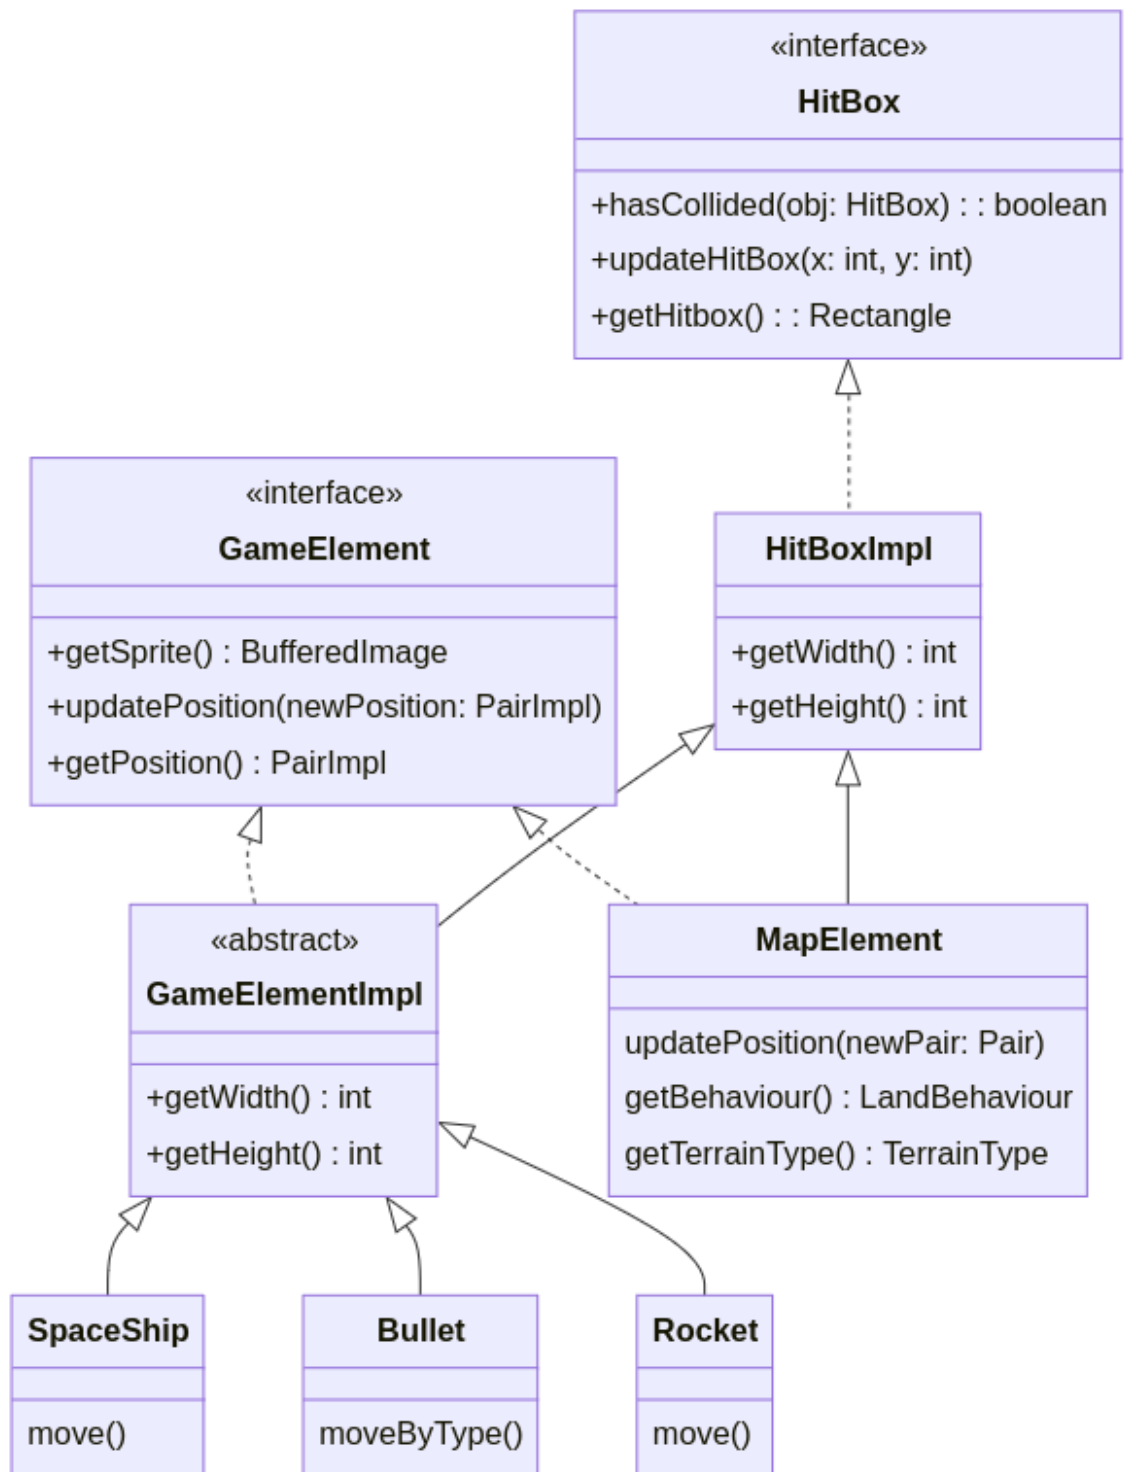 «interface»
HitBox
+hasCollided(obj: HitBox) : : boolean
+updateHitBox(x: int, y: int)
+getHitbox() : : Rectangle
«interface»
GameElement
+getSprite() : BufferedImage
+updatePosition(newPosition: PairImpl)
+getPosition() : PairImpl
HitBoxImpl
+getWidth() : int
+getHeight() : int
«abstract»
GameElementImpl
+getWidth() : int
+getHeight() : int
MapElement
updatePosition(newPair: Pair)
getBehaviour() : LandBehaviour
getTerrainType() : TerrainType
SpaceShip
move()
Bullet
moveByType()
Rocket
move()